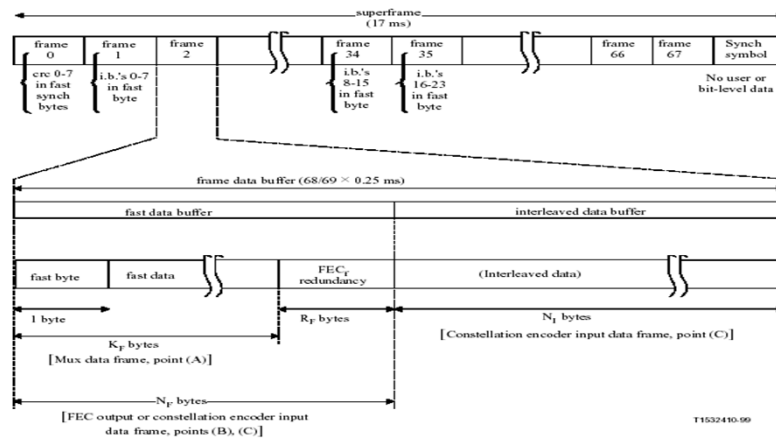 superframe
(17 ms)
frame 0
frame 1
frame 2
frame 34
frame 35
frame 66
frame 67
Synch symbol
crc 0-7
in fast
synch
bytes
i.b.'s 0-7
in fast
byte
i.b.'s
8-15
in fast
byte
i.b.'s
16-23
in fast
byte
No user or
bit-level data
frame data buffer (68/69 × 0.25 ms)
fast data buffer
interleaved data buffer
fast byte
fast data
FECf
redundancy
(Interleaved data)
1 byte
RF bytes
NI bytes
KF bytes
[Constellation encoder input data frame, point (C)]
[Mux data frame, point (A)]
NF bytes
[FEC output or constellation encoder input
data frame, points (B), (C)]
T1532410-99